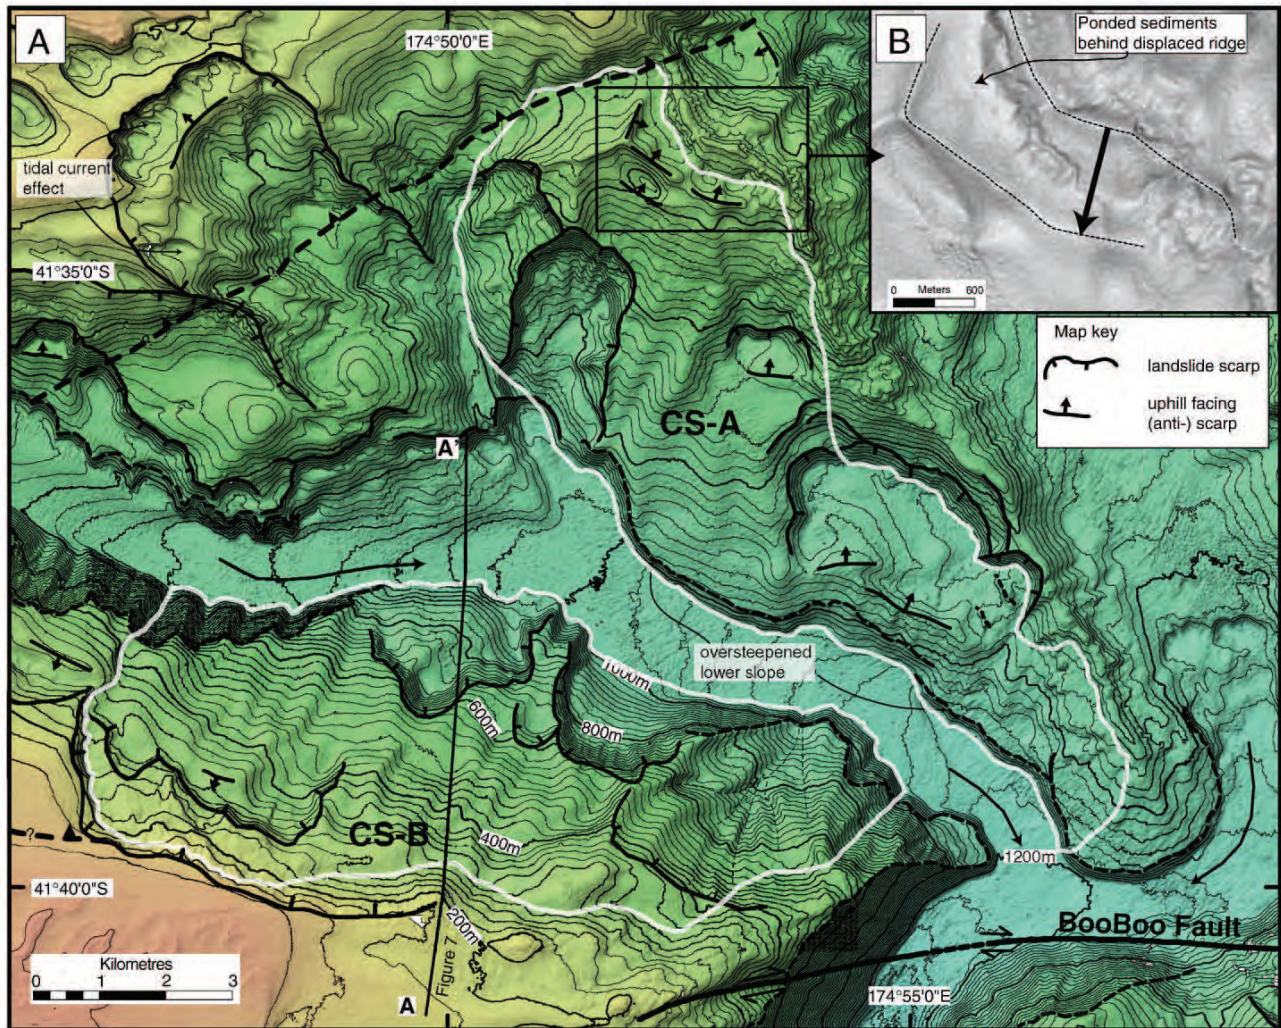 A
174°50'0"E
B
Ponded sediments
behind displaced ridge
tidal current
effect
41°35'0"S
0 Meters 600
Map key
landslide scarp
uphill facing
(anti-) scarp
CS-A
A'
oversteepened
lower slope
1000m
600m
800m
CS-B
400m
?
1200m
41°40'0"S
200m
BooBoo Fault
Figure 7
Kilometres
0 1 2 3
A
174°55'0"E